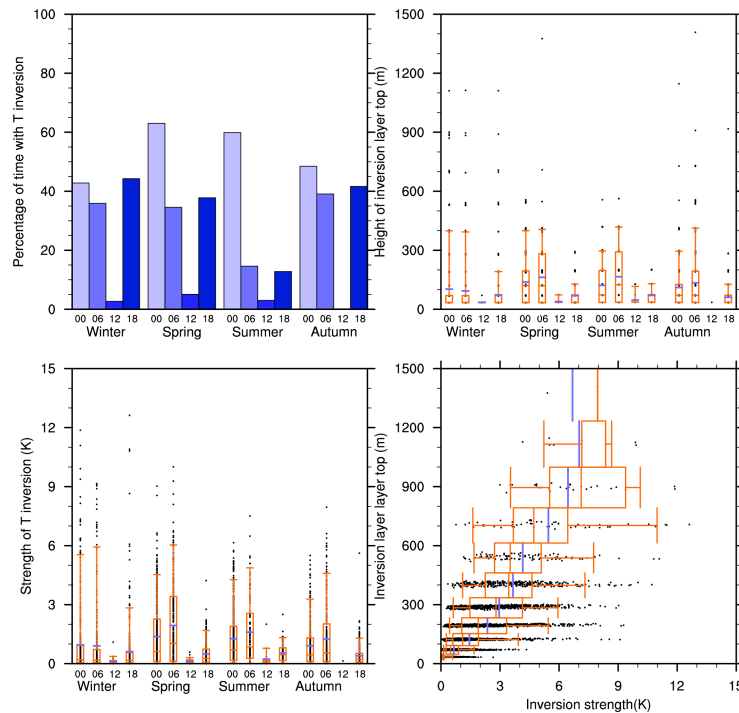 100
80
60
40
20
0
Percentage of time with T inversion
00 06 12 18 00 06 12 18 00 06 12 18 00 06 12 18
Winter Spring Summer Autumn
1500
1200
900
600
300
0
Height of inversion layer top (m)
00 06 12 18 00 06 12 18 00 06 12 18 00 06 12 18
Winter Spring Summer Autumn
15
12
9
6
3
0
Strength of T inversion (K)
00 06 12 18 00 06 12 18 00 06 12 18 00 06 12 18
Winter Spring Summer Autumn
1500
1200
900
600
300
0
Inversion layer layer top (m)
0 3 6 9 12 15
Inversion strength(K)